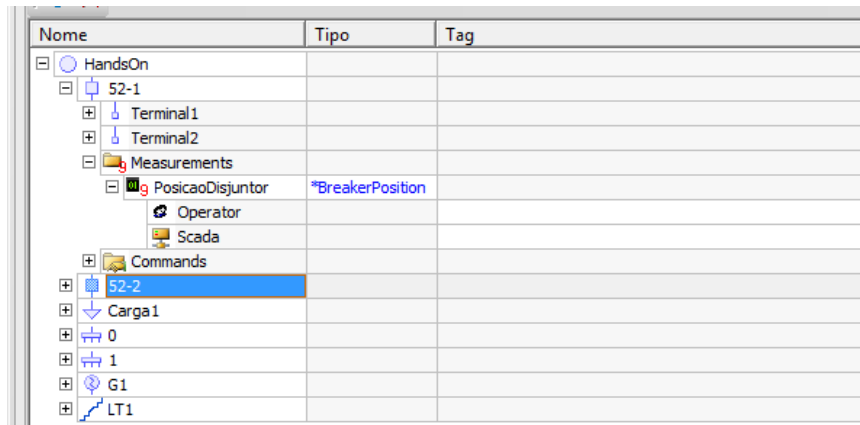 Nome Tipo Tag
HandsOn
52-1
Terminal1
Terminal2
Measurements
PosicaoDisjuntor *BreakerPosition
Operator
Scada
Commands
52-2
Carga1
0
1
G1
LT1